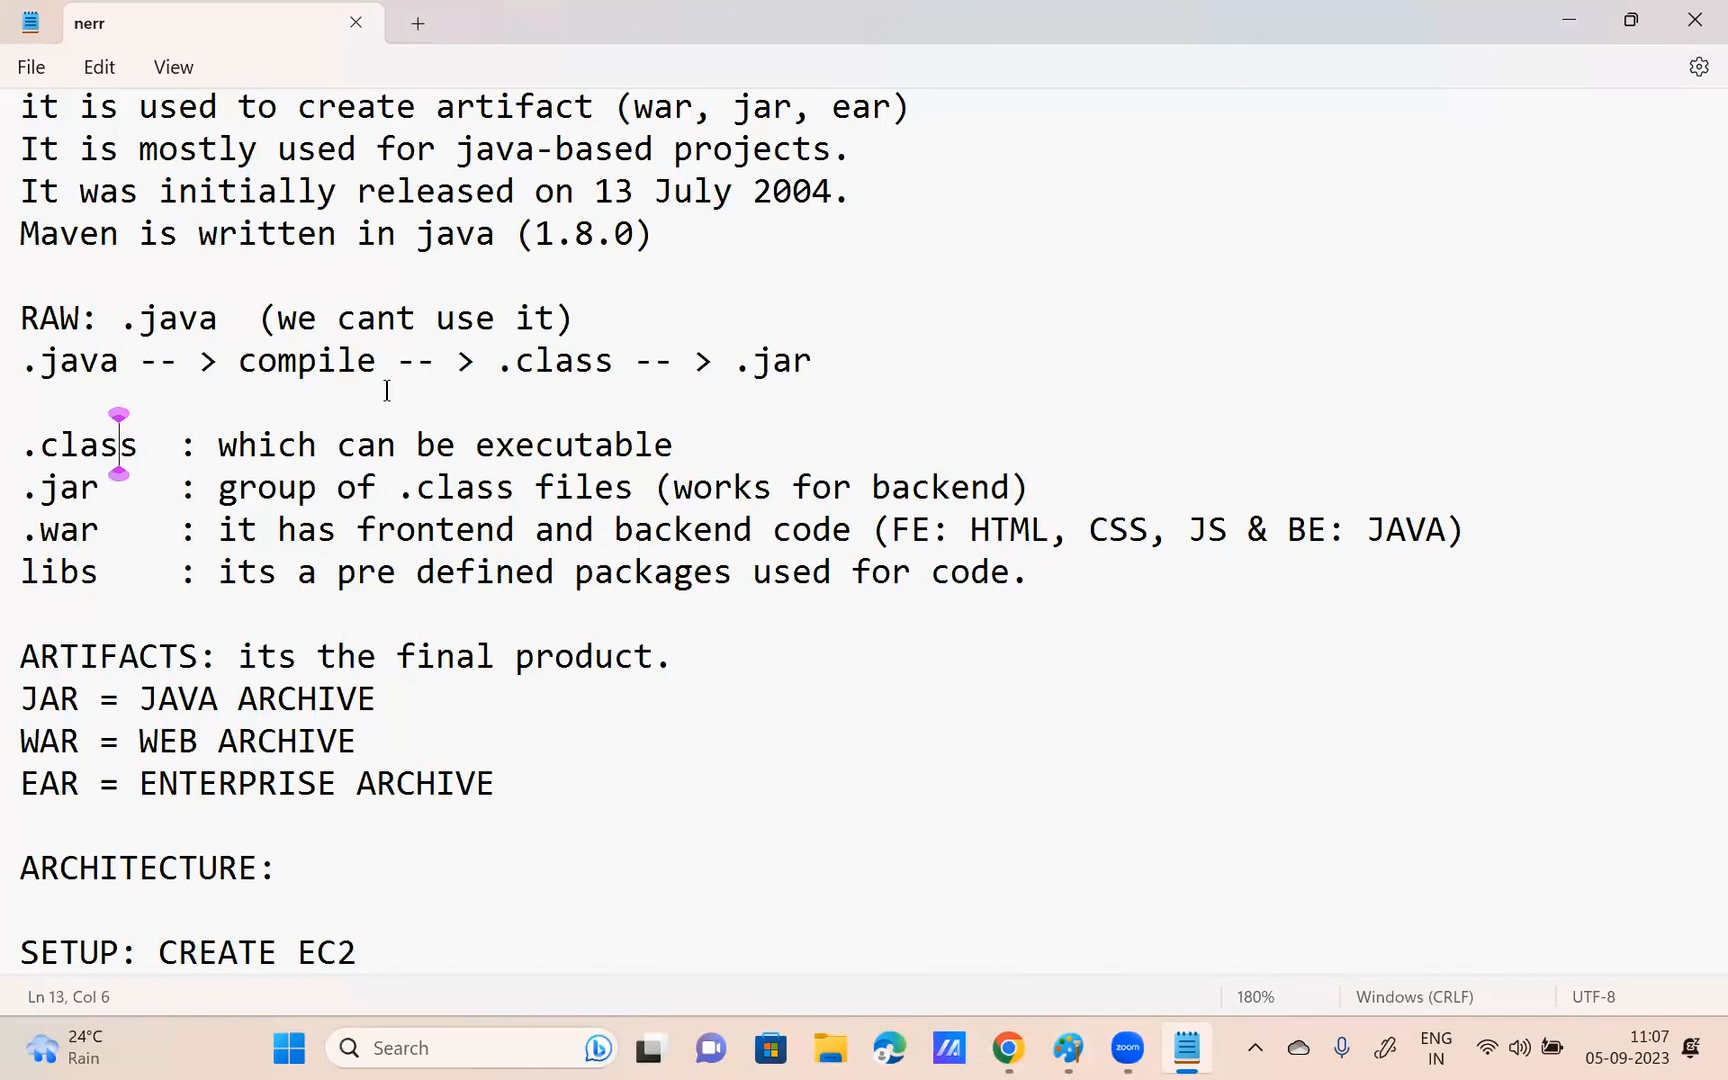 nerr
File Edit View
it is used to create artifact (war, jar, ear)
It is mostly used for java-based projects.
It was initially released on 13 July 2004.
Maven is written in java (1.8.0)
RAW: .java  (we cant use it)
.java -- > compile -- > .class -- > .jar
.class  : which can be executable
.jar    : group of .class files (works for backend)
.war    : it has frontend and backend code (FE: HTML, CSS, JS & BE: JAVA)
libs    : its a pre defined packages used for code.
ARTIFACTS: its the final product.
JAR = JAVA ARCHIVE
WAR = WEB ARCHIVE
EAR = ENTERPRISE ARCHIVE
ARCHITECTURE:
SETUP: CREATE EC2
Ln 13, Col 6 180% Windows (CRLF) UTF-8
24°C
Rain
Search
zoom
ENG
IN
11:07
05-09-2023